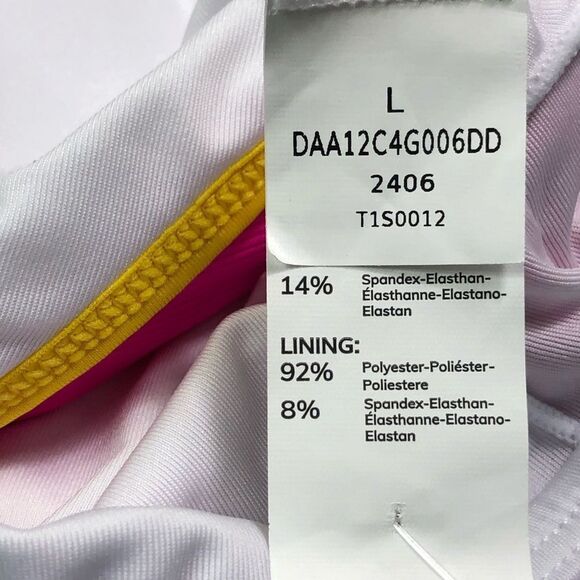 L
DAA12C4G006DD
2406
T1S0012
14% Spandex-Elasthan-
Élasthanne-Elastano-
Elastan
LINING:
92% Polyester-Poliéster-
Poliestere
8% Spandex-Elasthan-
Élasthanne-Elastano-
Elastan